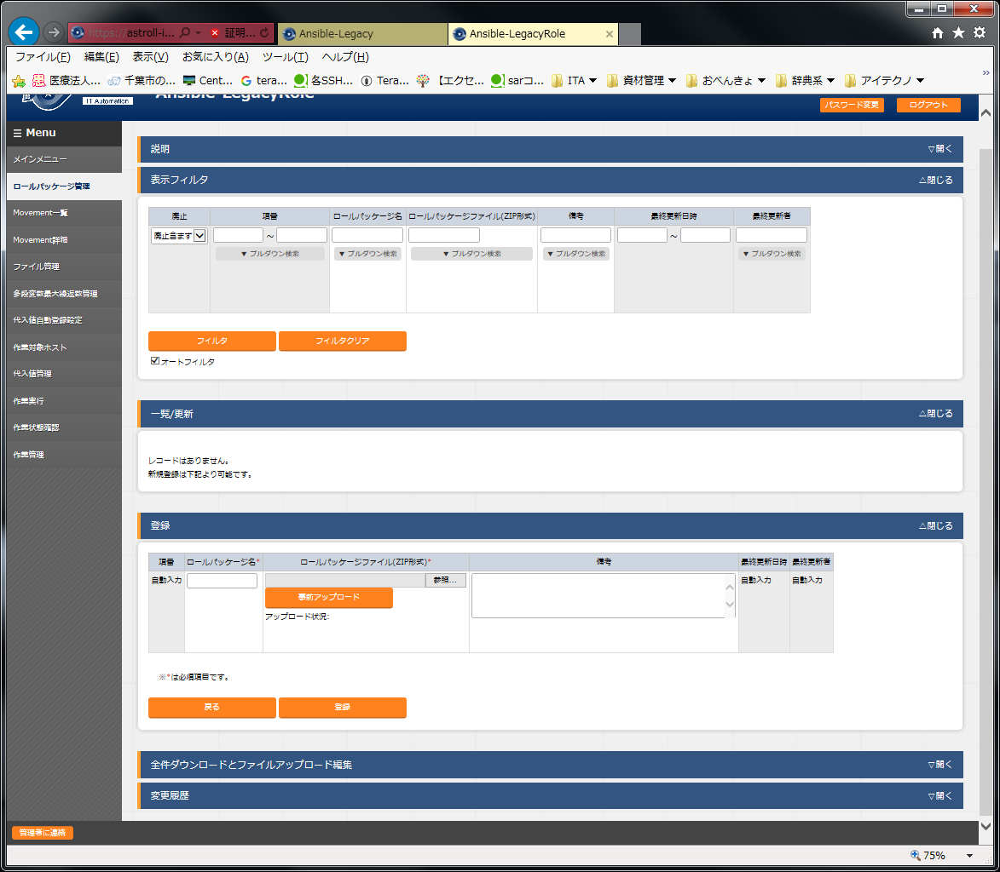 https://astroll-i... 証明... Ansible-Legacy Ansible-LegacyRole
ファイル(F) 編集(E) 表示(V) お気に入り(A) ツール(T) ヘルプ(H)
医療法人... 千葉市の... Cent... tera... 各SSH... Tera... 【エクセ... sarコ... ITA 資材管理 おべんきょ 辞典系 アイテクノ
IT Automation
Ansible-LegacyRole
パスワード変更 ログアウト
☰ Menu
メインメニュー
ロールパッケージ管理
Movement一覧
Movement詳細
ファイル管理
多段変数最大繰返数管理
代入値自動登録設定
作業対象ホスト
代入値管理
作業実行
作業状態確認
作業管理
説明 ▽開く
表示フィルタ △閉じる
廃止 項番 ロールパッケージ名 ロールパッケージファイル(ZIP形式) 備考 最終更新日時 最終更新者
廃止含まず ～ ～
▼ プルダウン検索 ▼ プルダウン検索 ▼ プルダウン検索 ▼ プルダウン検索 ▼ プルダウン検索
フィルタ フィルタクリア
オートフィルタ
一覧/更新 △閉じる
レコードはありません。
新規登録は下記より可能です。
登録 △閉じる
項番 ロールパッケージ名* ロールパッケージファイル(ZIP形式)* 備考 最終更新日時 最終更新者
自動入力 参照... 自動入力 自動入力
事前アップロード
アップロード状況:
※*は必須項目です。
戻る 登録
全件ダウンロードとファイルアップロード編集 ▽開く
変更履歴 ▽開く
管理者に連絡
75%